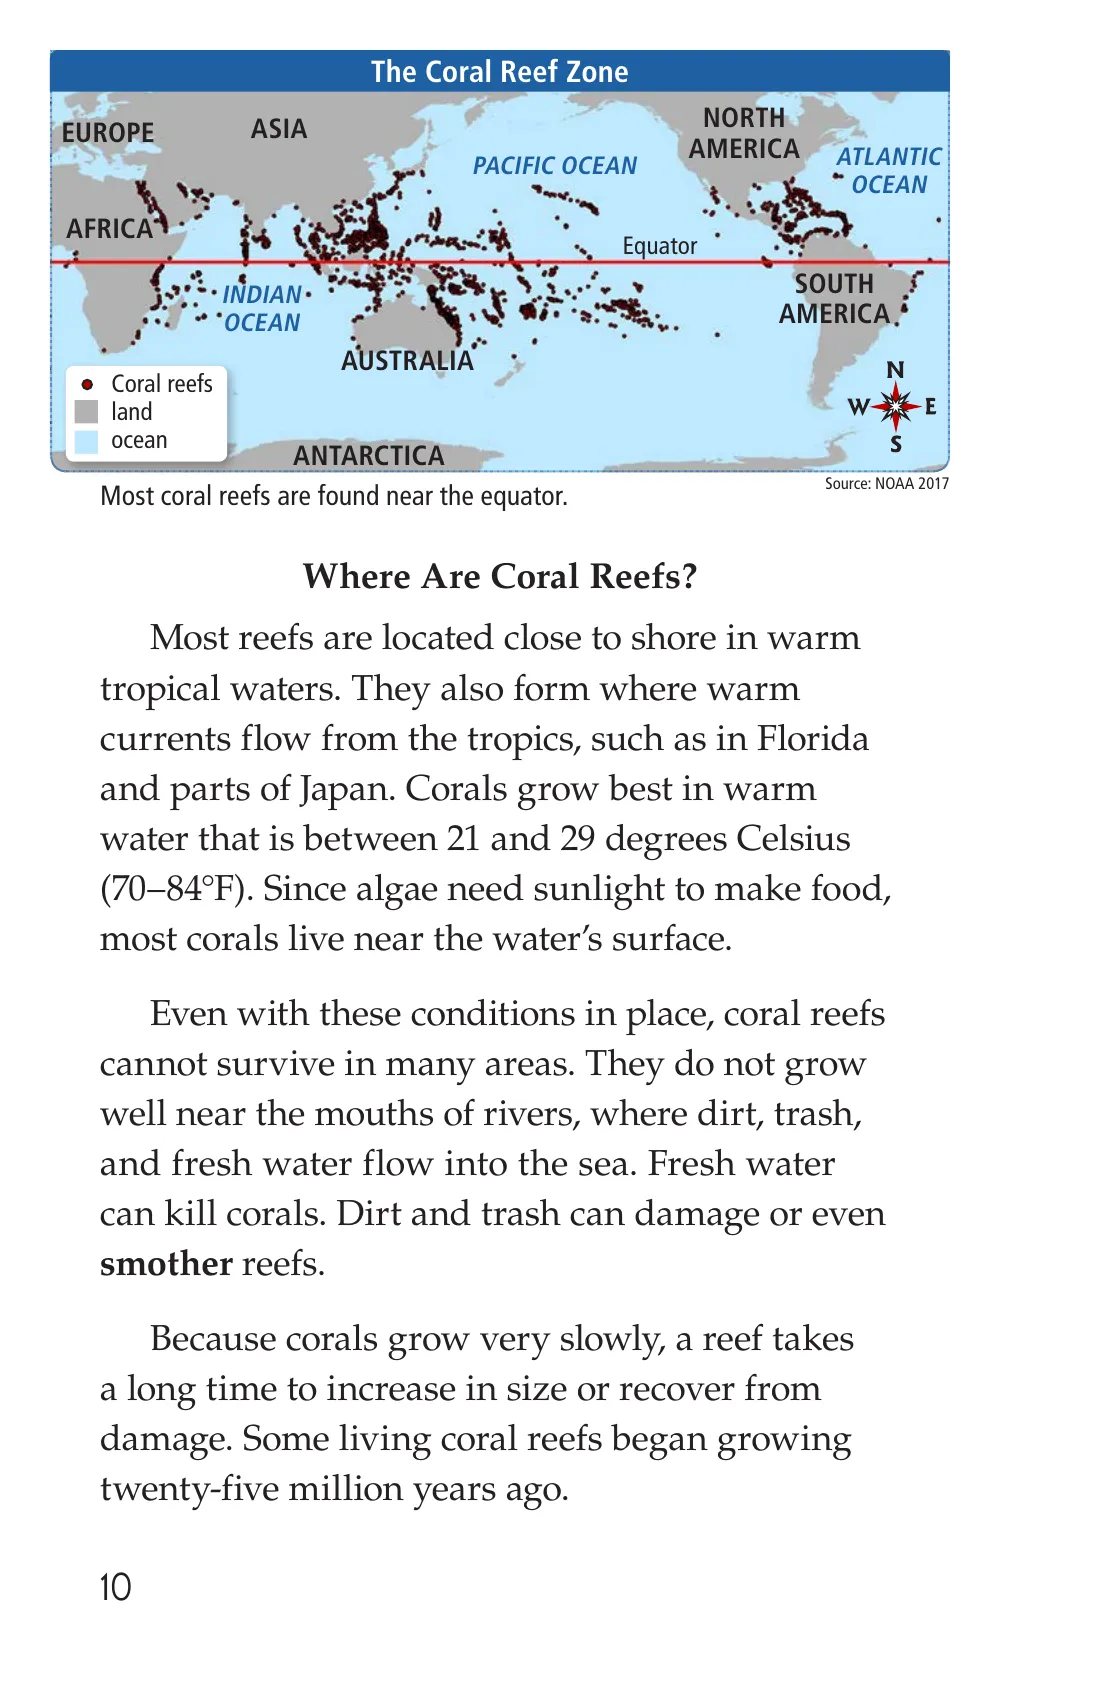 The Coral Reef Zone
EUROPE
ASIA
NORTH
AMERICA
PACIFIC OCEAN
ATLANTIC
OCEAN
AFRICA
Equator
INDIAN
OCEAN
SOUTH
AMERICA
AUSTRALIA
N
W
E
S
Coral reefs
land
ocean
ANTARCTICA
Source: NOAA 2017
Most coral reefs are found near the equator.
Where Are Coral Reefs?
Most reefs are located close to shore in warm
tropical waters. They also form where warm
currents flow from the tropics, such as in Florida
and parts of Japan. Corals grow best in warm
water that is between 21 and 29 degrees Celsius
(70–84°F). Since algae need sunlight to make food,
most corals live near the water’s surface.
Even with these conditions in place, coral reefs
cannot survive in many areas. They do not grow
well near the mouths of rivers, where dirt, trash,
and fresh water flow into the sea. Fresh water
can kill corals. Dirt and trash can damage or even
smother reefs.
Because corals grow very slowly, a reef takes
a long time to increase in size or recover from
damage. Some living coral reefs began growing
twenty-five million years ago.
10